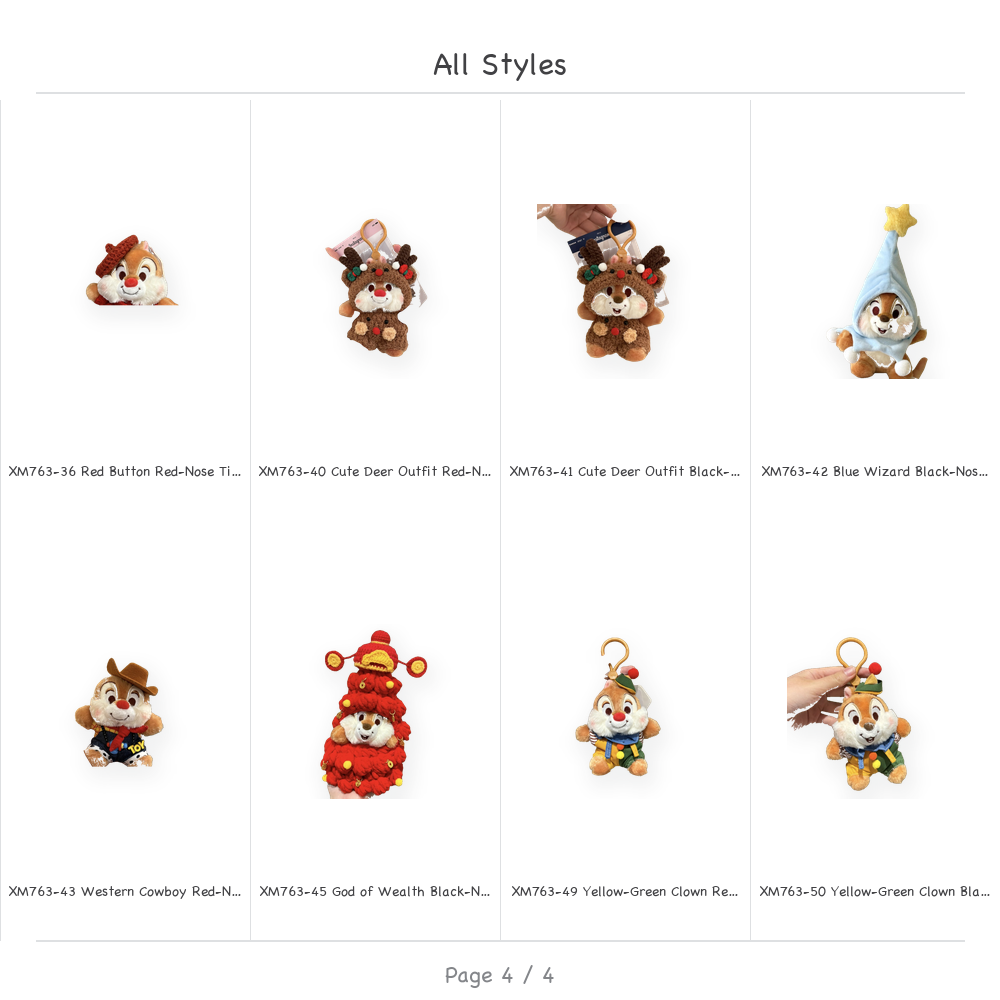 All Styles
XM763-36 Red Button Red-Nose Ti...
XM763-40 Cute Deer Outfit Red-N...
XM763-41 Cute Deer Outfit Black-...
XM763-42 Blue Wizard Black-Nos...
TOY
XM763-43 Western Cowboy Red-N...
XM763-45 God of Wealth Black-N...
XM763-49 Yellow-Green Clown Re...
XM763-50 Yellow-Green Clown Bla...
Page 4 / 4